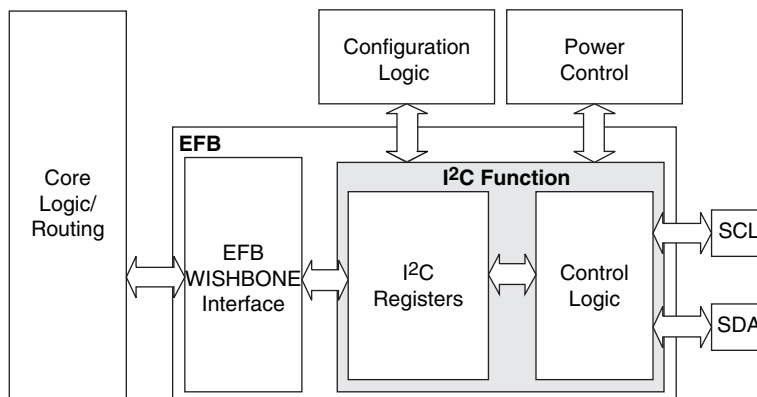 Configuration
Logic
Power
Control
EFB
I²C Function
Core
Logic/
Routing
EFB
WISHBONE
Interface
I²C
Registers
Control
Logic
SCL
SDA